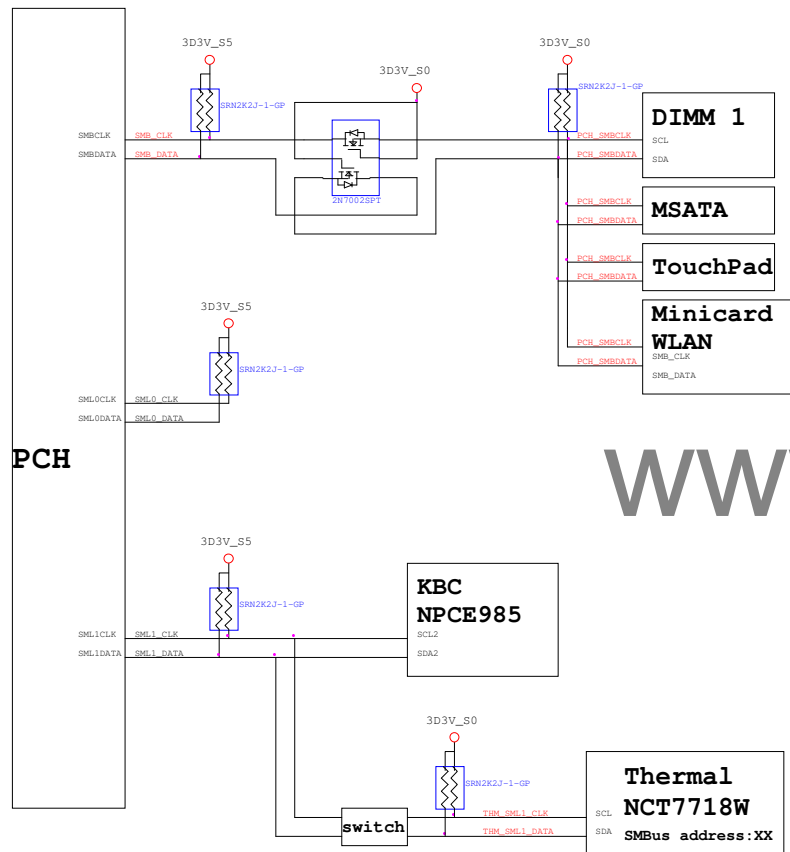 3D3V_S5
3D3V_S0
3D3V_S0
SRN2K2J-1-GP
SRN2K2J-1-GP
DIMM 1
SMBCLK
SMB_CLK
PCH_SMBCLK
SCL
SMBDATA
SMB_DATA
PCH_SMBDATA
SDA
2N7002SPT
PCH_SMBCLK
MSATA
PCH_SMBDATA
PCH_SMBCLK
TouchPad
PCH_SMBDATA
3D3V_S5
Minicard
WLAN
PCH_SMBCLK
SMB_CLK
PCH_SMBDATA
SMB_DATA
SRN2K2J-1-GP
SML0CLK
SML0_CLK
SML0DATA
SML0_DATA
PCH
WW
3D3V_S5
KBC
NPCE985
SRN2K2J-1-GP
SML1CLK
SML1_CLK
SCL2
SML1DATA
SML1_DATA
SDA2
3D3V_S0
SRN2K2J-1-GP
Thermal
NCT7718W
switch
THM_SML1_CLK
SCL
THM_SML1_DATA
SDA
SMBus address:XX